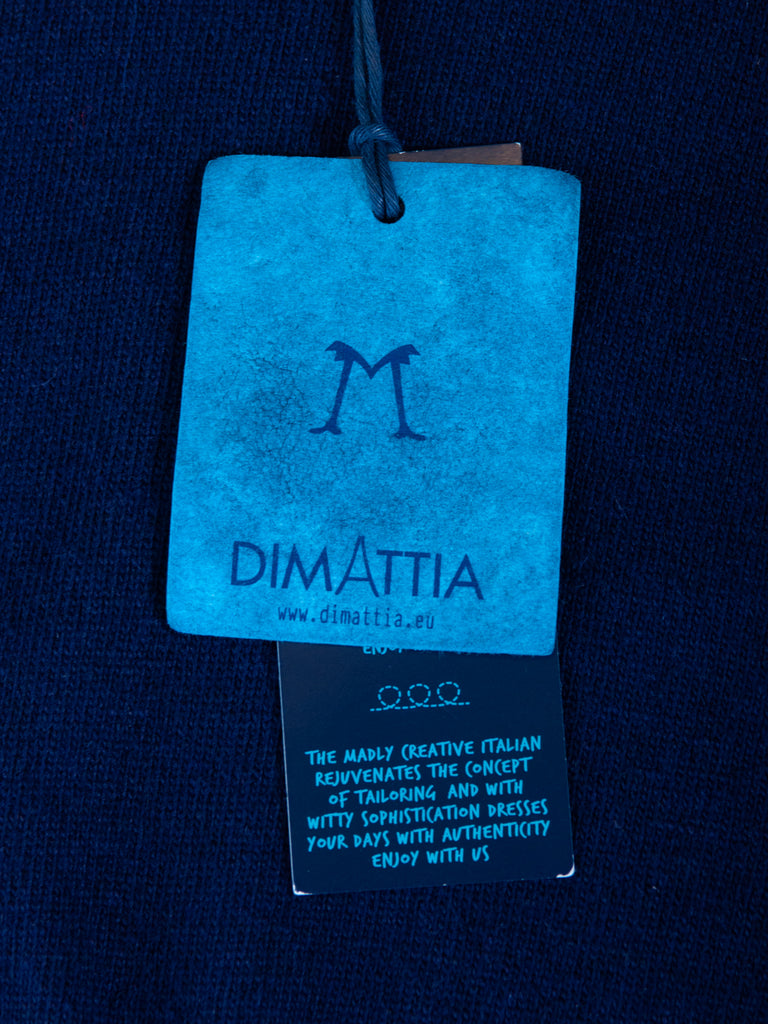 M
DIMATTIA
www.dimattia.eu
THE MADLY CREATIVE ITALIAN
REJUVENATES THE CONCEPT
OF TAILORING AND WITH
WITTY SOPHISTICATION DRESSES
YOUR DAYS WITH AUTHENTICITY
ENJOY WITH US